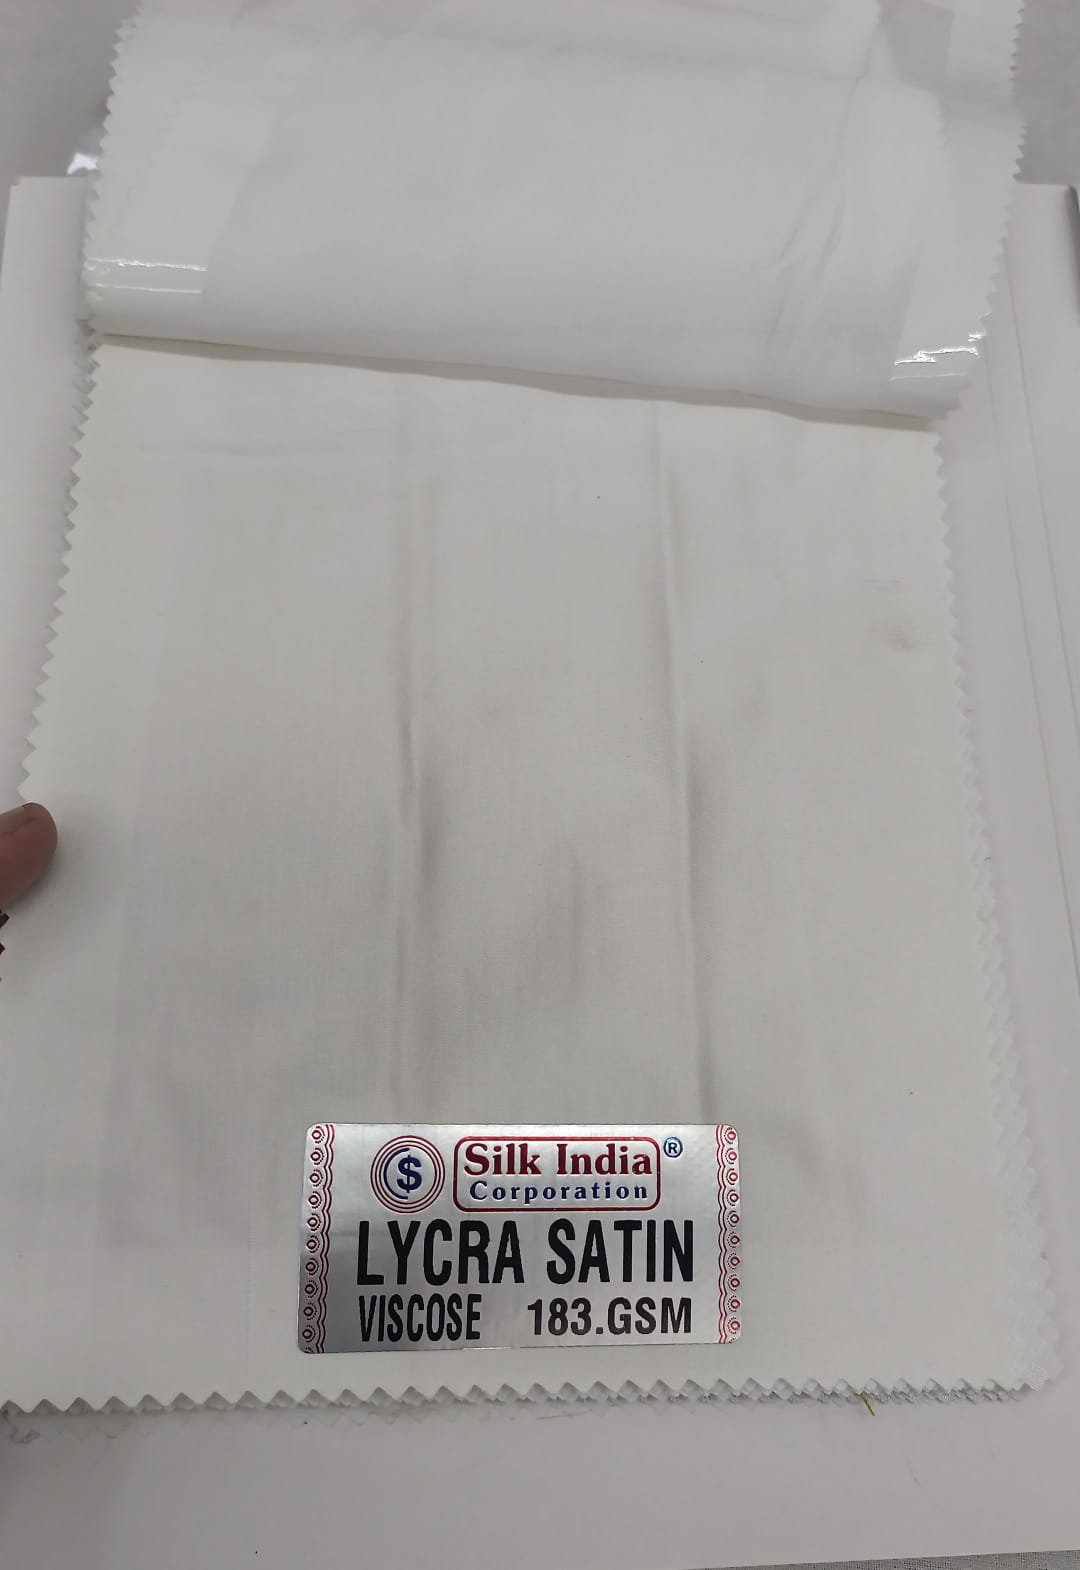 $ Silk India ®
Corporation
LYCRA SATIN
VISCOSE 183.GSM